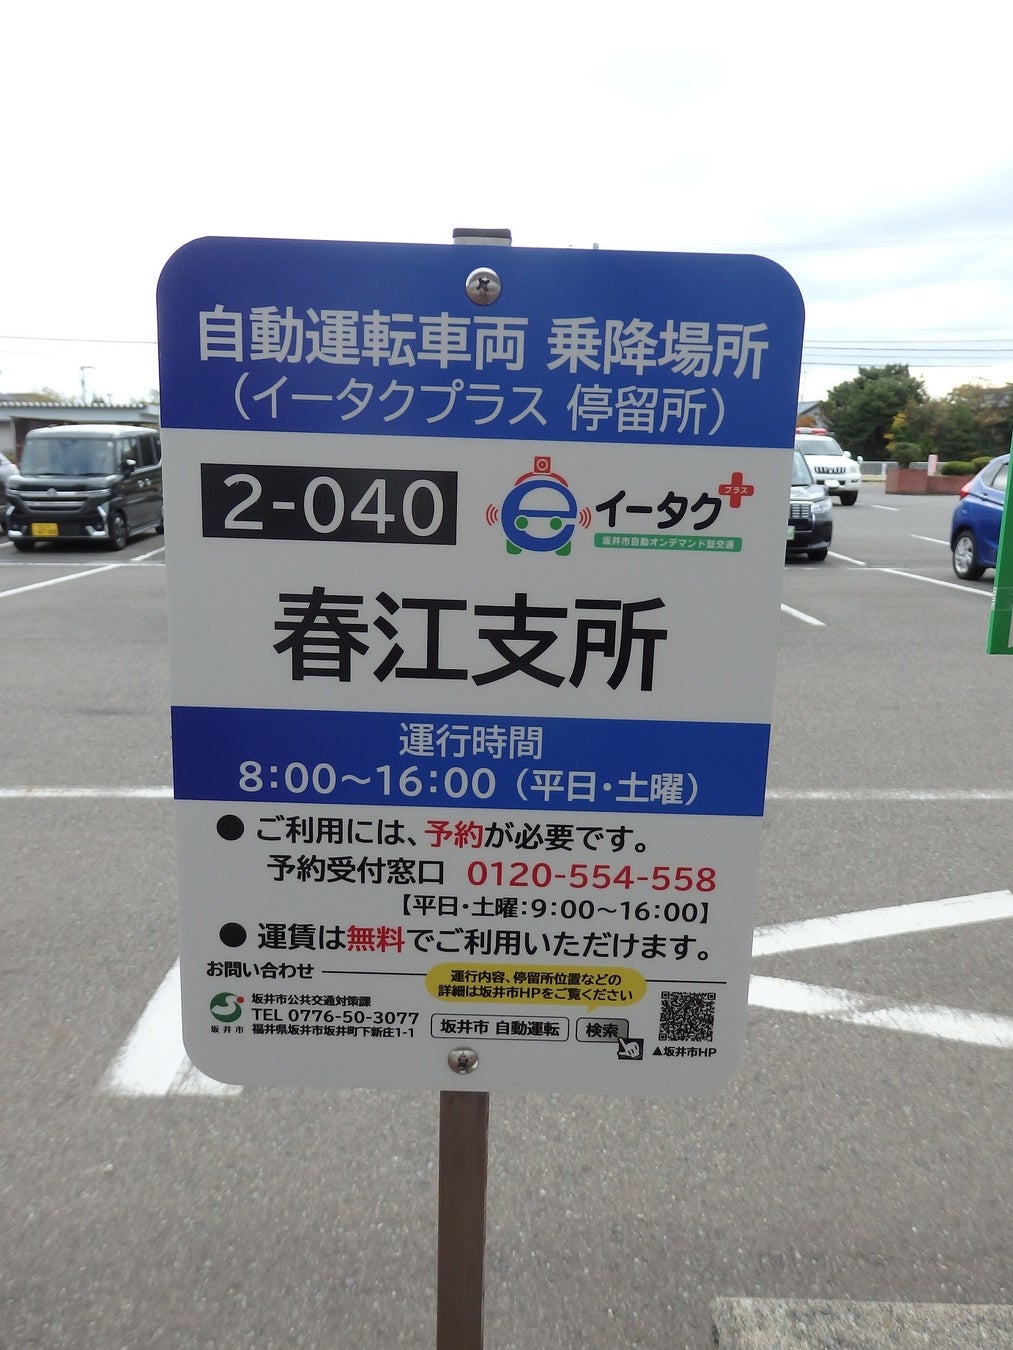 自動運転車両 乗降場所
（イータクプラス 停留所）
2-040
イータク
プラス
坂井市自動オンデマンド型交通
春江支所
運行時間
8:00～16:00（平日・土曜）
● ご利用には、予約が必要です。
予約受付窓口 0120-554-558
【平日・土曜：9:00～16:00】
● 運賃は無料でご利用いただけます。
お問い合わせ
運行内容、停留所位置などの
詳細は坂井市HPをご覧ください
坂井市
坂井市公共交通対策課
TEL 0776-50-3077
福井県坂井市坂井町下新庄1-1
坂井市 自動運転
検索
▲坂井市HP